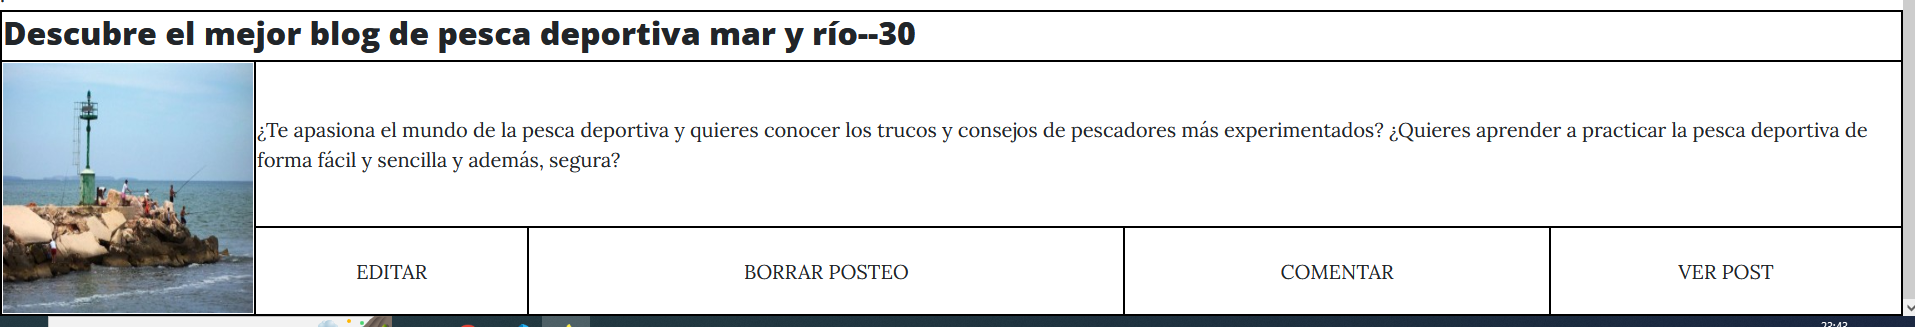 Descubre el mejor blog de pesca deportiva mar y río--30
¿Te apasiona el mundo de la pesca deportiva y quieres conocer los trucos y consejos de pescadores más experimentados? ¿Quieres aprender a practicar la pesca deportiva de
forma fácil y sencilla y además, segura?
EDITAR BORRAR POSTEO COMENTAR VER POST